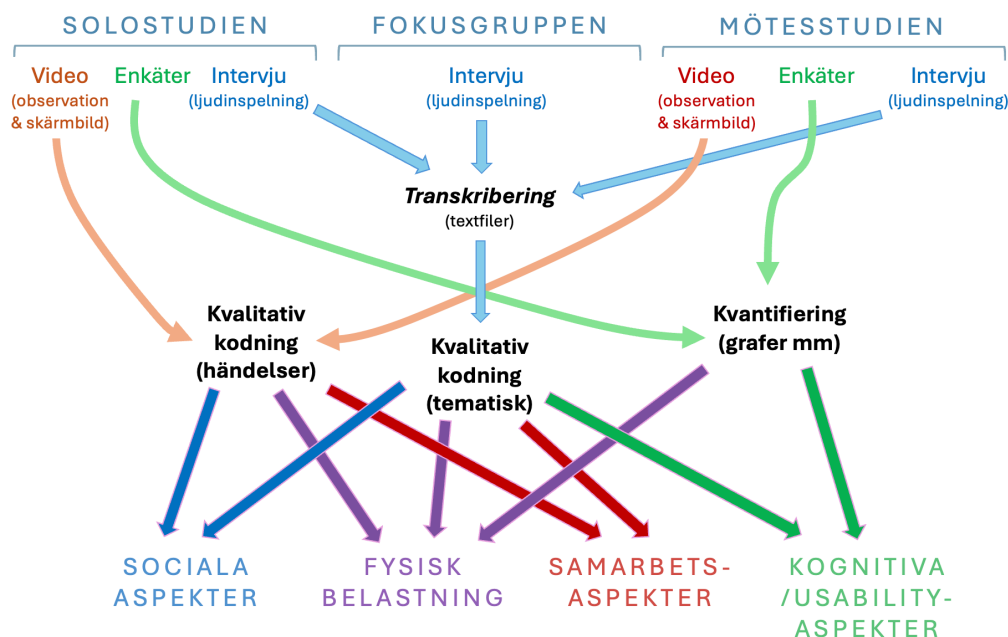 SOLOSTUDIEN
FOKUSGRUPPEN
MÖTESSTUDIEN
Video
(observation
& skärmbild)
Enkäter
Intervju
(ljudinspelning)
Intervju
(ljudinspelning)
Video
(observation
& skärmbild)
Enkäter
Intervju
(ljudinspelning)
Transkribering
(textfiler)
Kvalitativ
kodning
(händelser)
Kvalitativ
kodning
(tematisk)
Kvantifiering
(grafer mm)
SOCIALA
ASPEKTER
FYSISK
BELASTNING
SAMARBETS-
ASPEKTER
KOGNITIVA
/USABILITY-
ASPEKTER